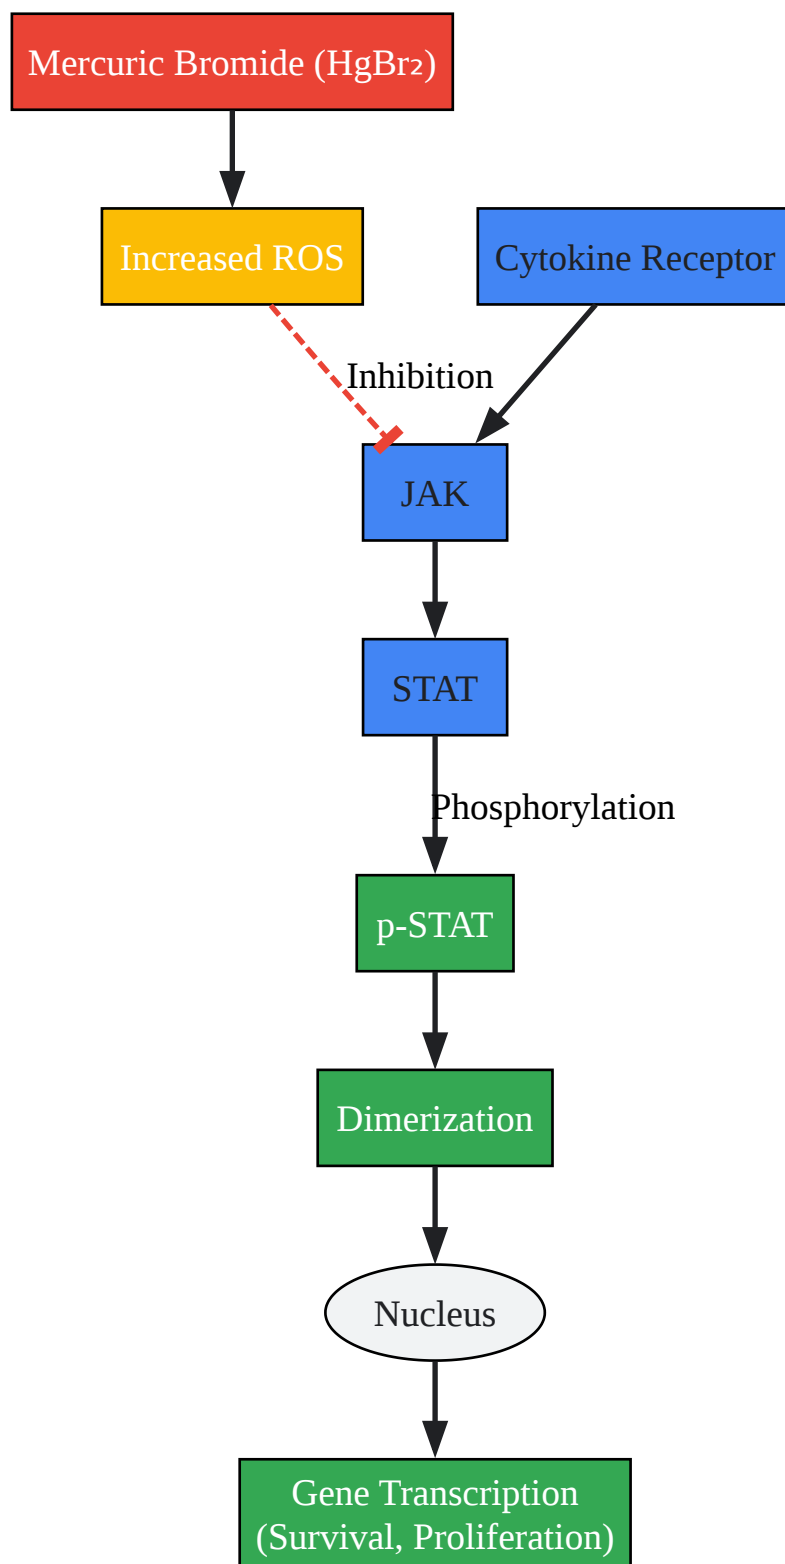 Mercuric Bromide (HgBr₂)
Increased ROS
Cytokine Receptor
Inhibition
JAK
STAT
Phosphorylation
p-STAT
Dimerization
Nucleus
Gene Transcription
(Survival, Proliferation)